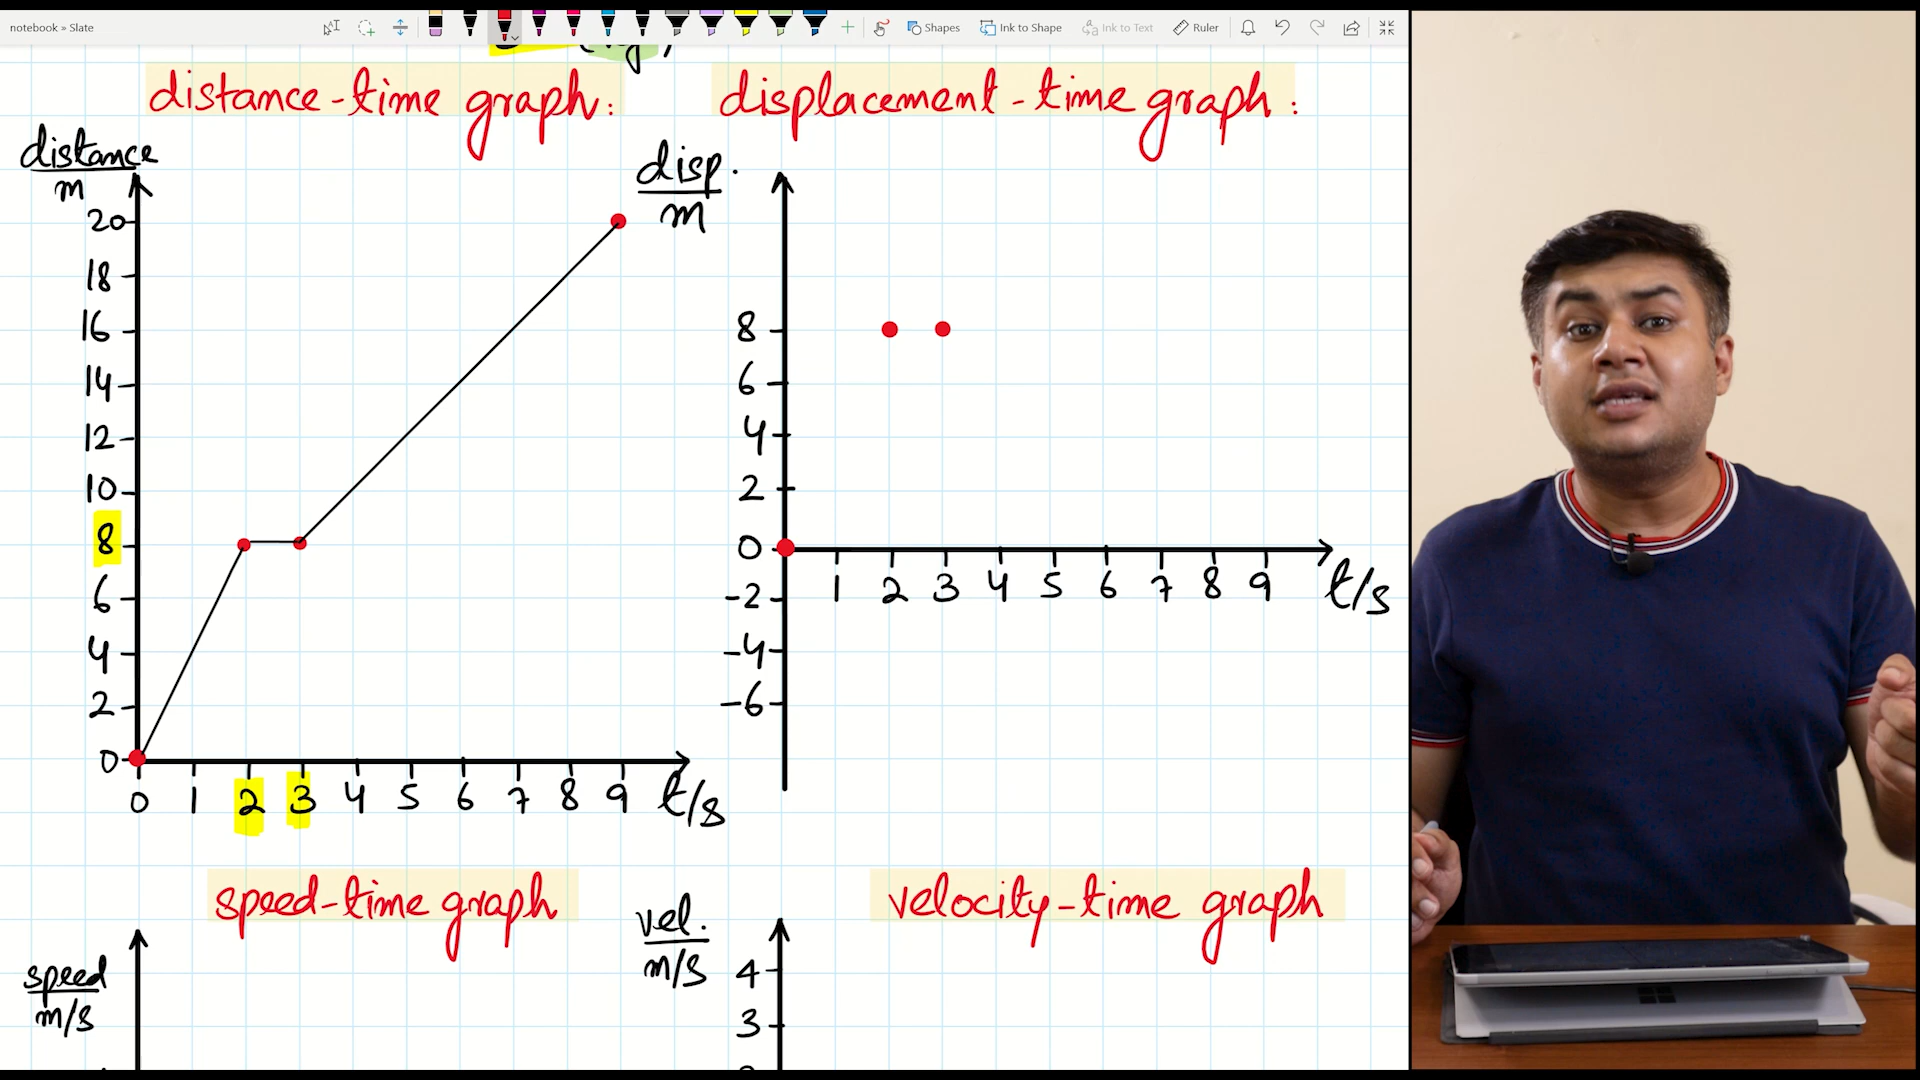 notebook » Slate
Shapes
Ink to Shape
Ink to Text
Ruler
distance-time graph:
distance
m
20
18
16
14
12
10
8
6
4
2
0
0 1 2 3 4 5 6 7 8 9 t/s
displacement-time graph:
disp.
m
8
6
4
2
0
-2
-4
-6
1 2 3 4 5 6 7 8 9 t/s
speed-time graph
speed
m/s
velocity-time graph
vel.
m/s
4
3